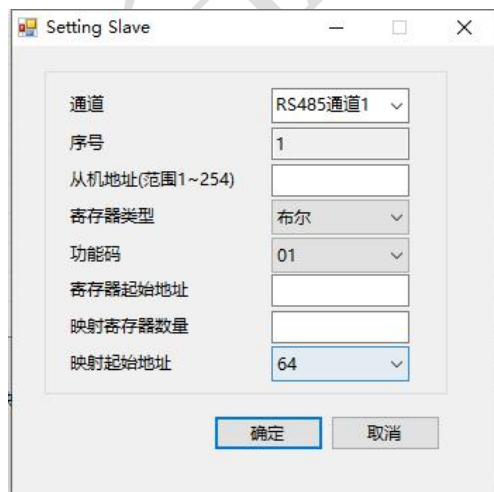 Setting Slave
通道 RS485通道1
序号 1
从机地址(范围1~254)
寄存器类型 布尔
功能码 01
寄存器起始地址
映射寄存器数量
映射起始地址 64
确定 取消